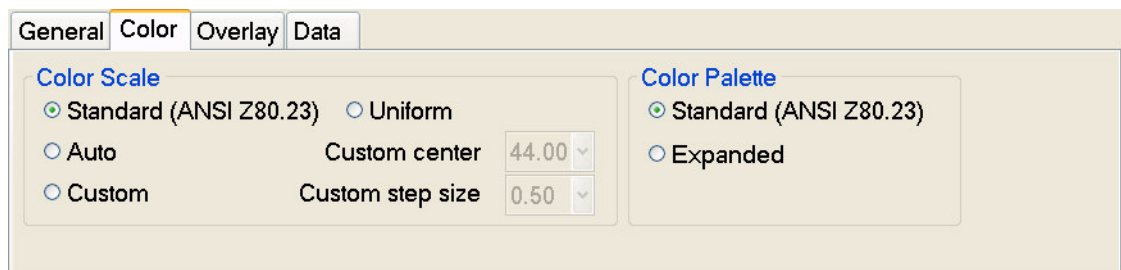 General Color Overlay Data
Color Scale Color Palette
Standard (ANSI Z80.23) Uniform Standard (ANSI Z80.23)
Auto Custom center 44.00 Expanded
Custom Custom step size 0.50